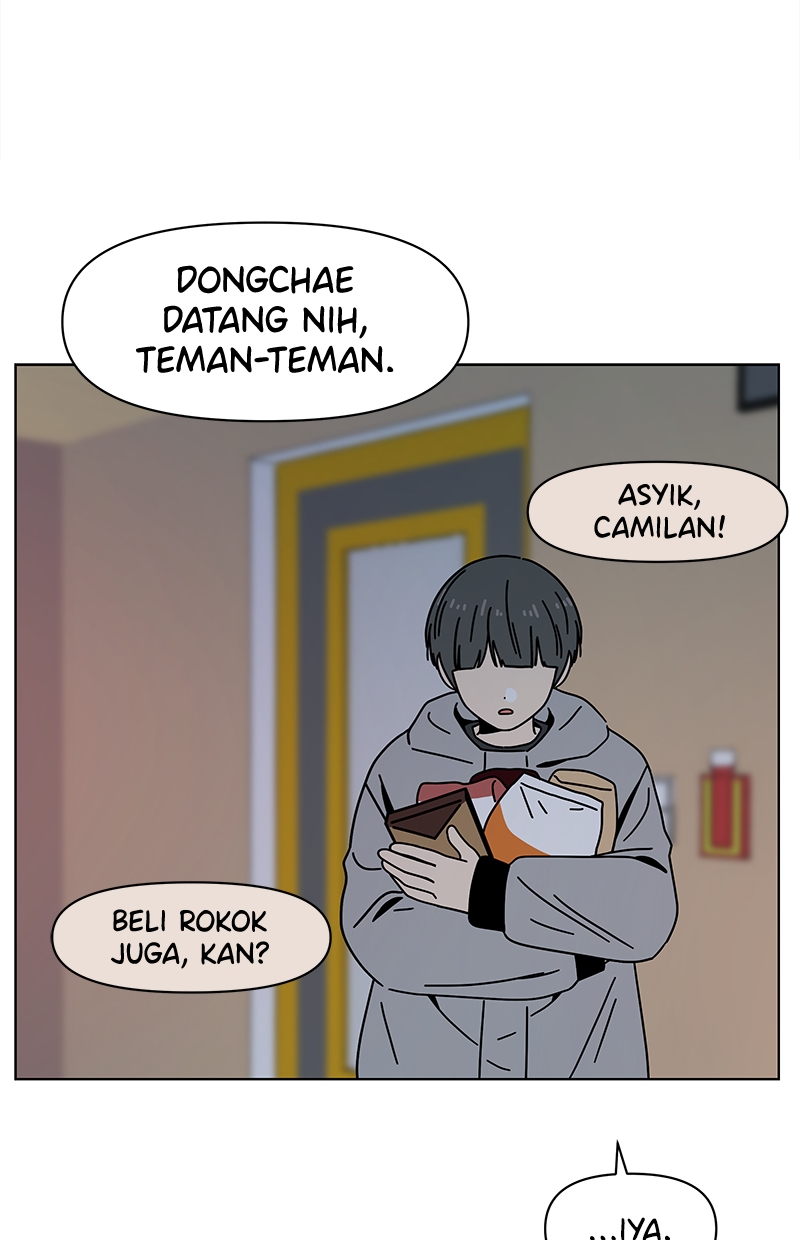 DONGCHAE
DATANG NIH,
TEMAN-TEMAN.
ASYIK,
CAMILAN!
BELI ROKOK
JUGA, KAN?
...IYA.